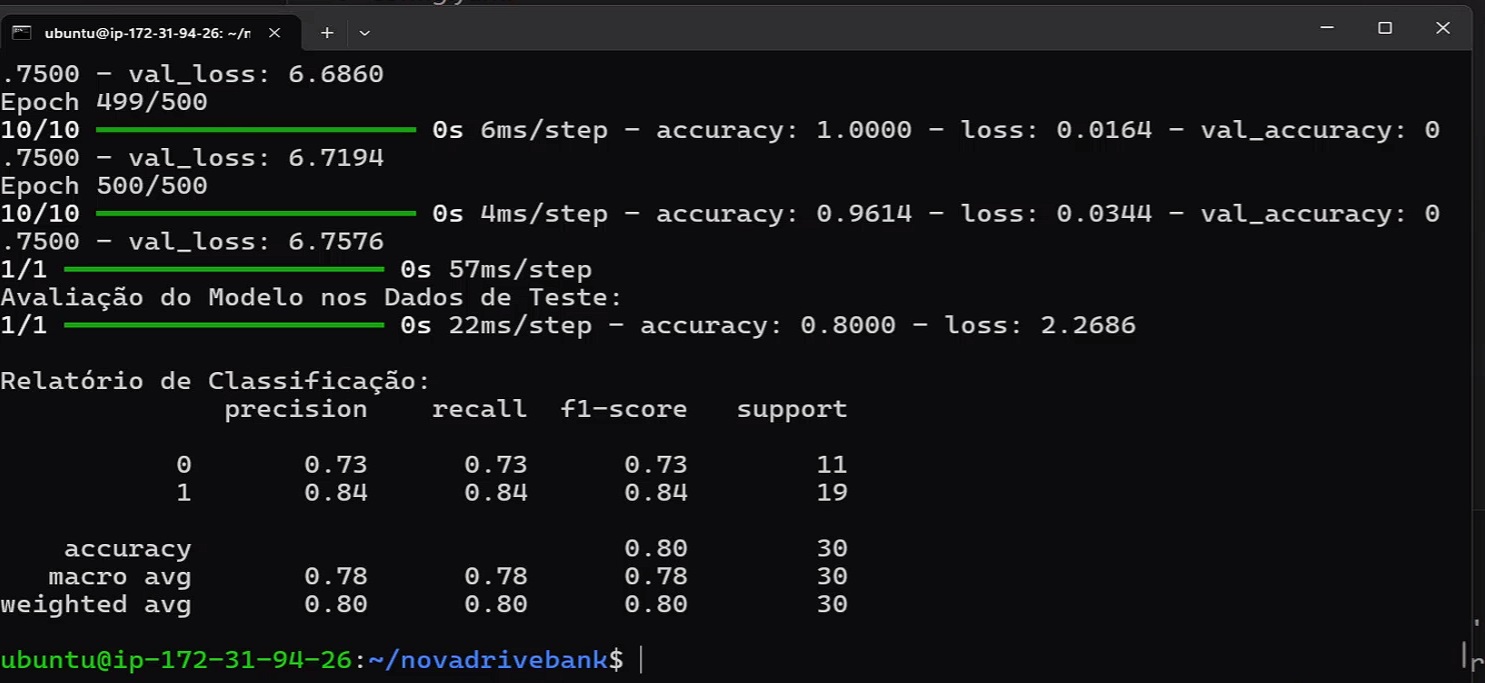 ubuntu@ip-172-31-94-26: ~/n
.7500 - val_loss: 6.6860
Epoch 499/500
10/10 ━━━━━━━━━━━━━━━━━━━━ 0s 6ms/step - accuracy: 1.0000 - loss: 0.0164 - val_accuracy: 0
.7500 - val_loss: 6.7194
Epoch 500/500
10/10 ━━━━━━━━━━━━━━━━━━━━ 0s 4ms/step - accuracy: 0.9614 - loss: 0.0344 - val_accuracy: 0
.7500 - val_loss: 6.7576
1/1 ━━━━━━━━━━━━━━━━━━━━ 0s 57ms/step
Avaliação do Modelo nos Dados de Teste:
1/1 ━━━━━━━━━━━━━━━━━━━━ 0s 22ms/step - accuracy: 0.8000 - loss: 2.2686
Relatório de Classificação:
precision recall f1-score support
0 0.73 0.73 0.73 11
1 0.84 0.84 0.84 19
accuracy 0.80 30
macro avg 0.78 0.78 0.78 30
weighted avg 0.80 0.80 0.80 30
ubuntu@ip-172-31-94-26:~/novadrivebank$